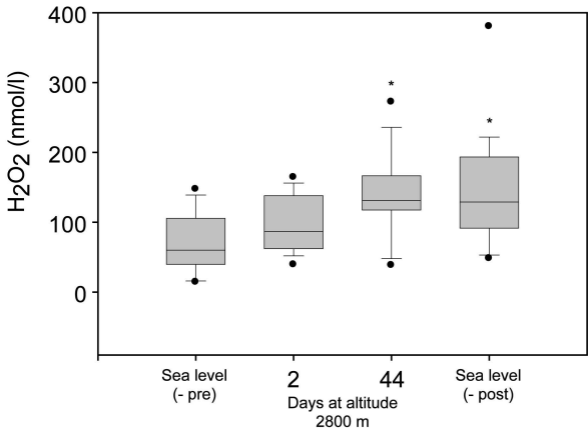 400
300
200
100
0
H2O2 (nmol/l)
*
*
Sea level
(- pre)
2
44
Sea level
(- post)
Days at altitude
2800 m